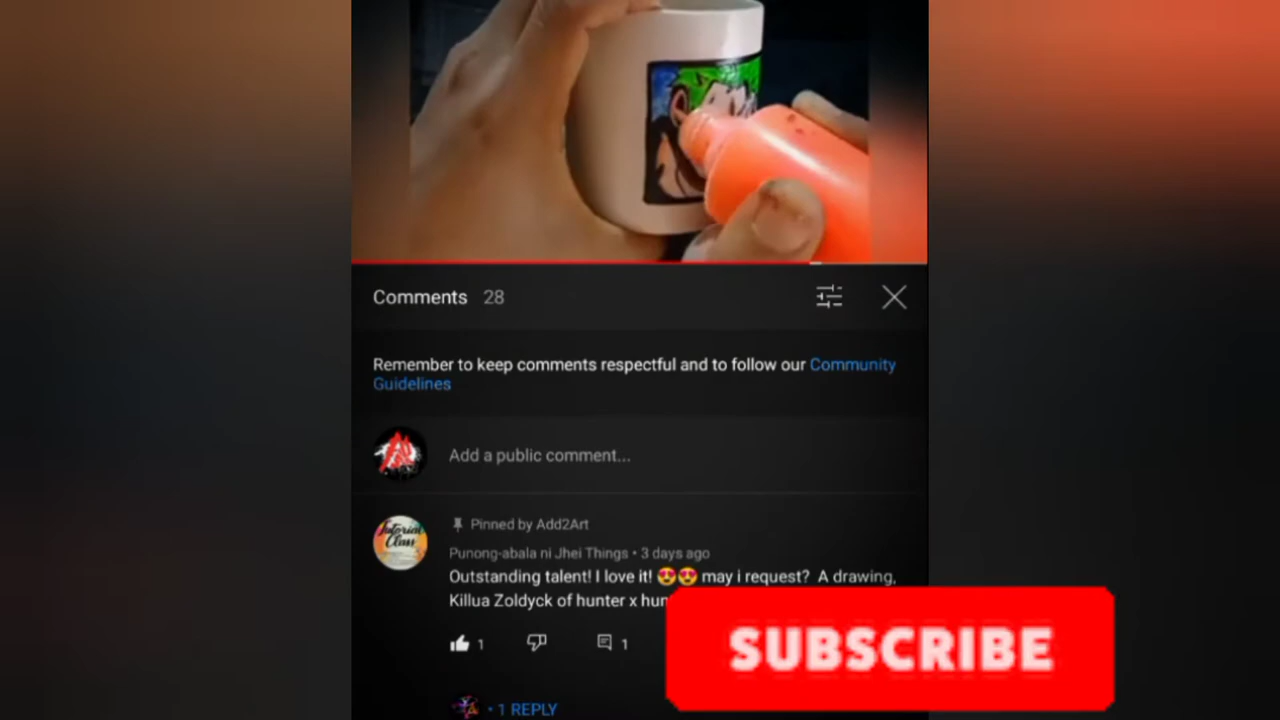 Comments 28
Remember to keep comments respectful and to follow our Community
Guidelines
Add a public comment...
Tutorial
Class
Pinned by Add2Art
Punong-abala ni Jhei Things • 3 days ago
Outstanding talent! I love it! 😍😍 may i request? A drawing,
Killua Zoldyck of hunter x
1
1
• 1 REPLY
SUBSCRIBE